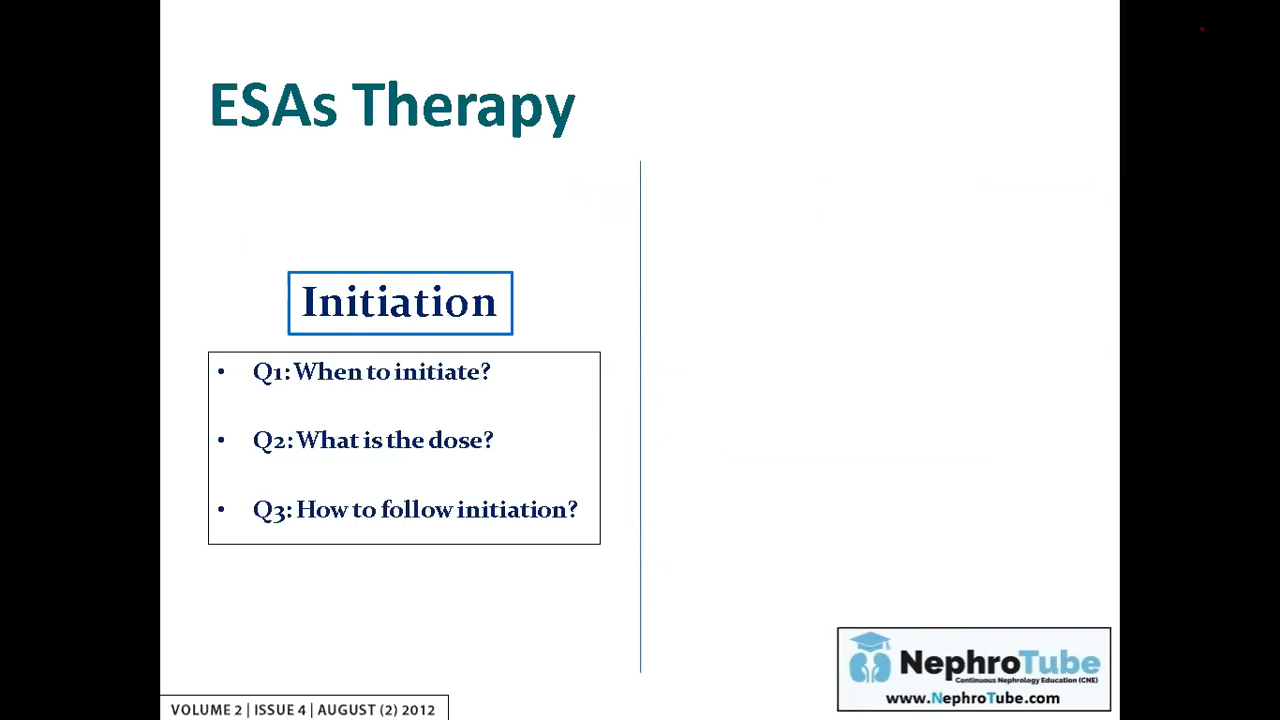 ESAs Therapy
Initiation
• Q1: When to initiate?
• Q2: What is the dose?
• Q3: How to follow initiation?
NephroTube
Continuous Nephrology Education (CNE)
www.NephroTube.com
VOLUME 2 | ISSUE 4 | AUGUST (2) 2012